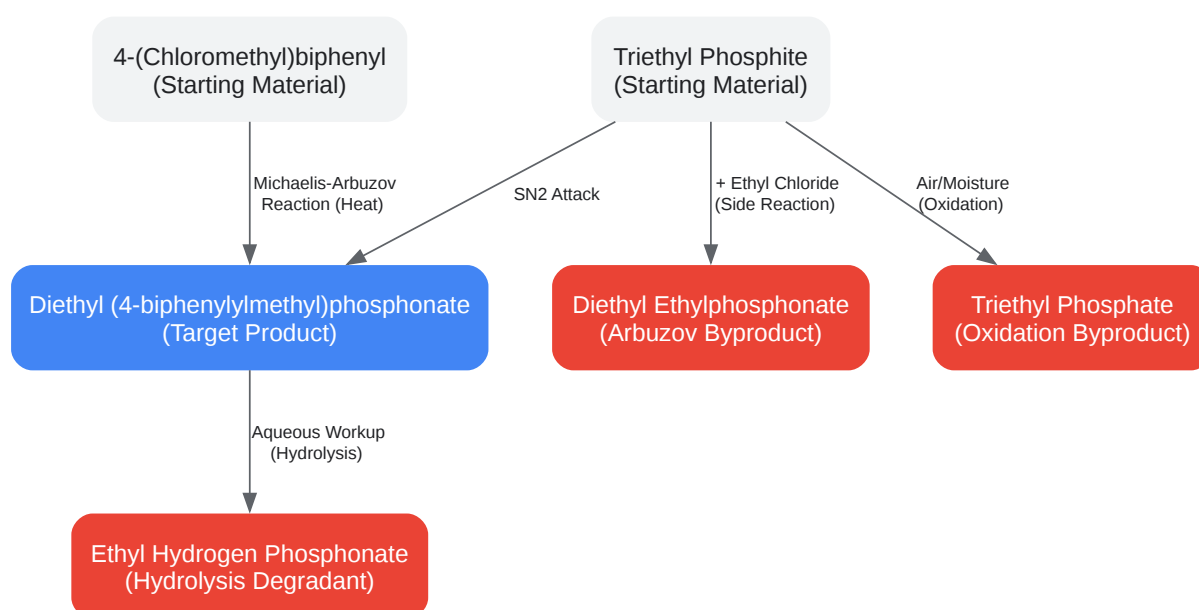 4-(Chloromethyl)biphenyl
(Starting Material)
Triethyl Phosphite
(Starting Material)
Michaelis-Arbuzov
Reaction (Heat)
SN2 Attack
+ Ethyl Chloride
(Side Reaction)
Air/Moisture
(Oxidation)
Diethyl (4-biphenylylmethyl)phosphonate
(Target Product)
Diethyl Ethylphosphonate
(Arbuzov Byproduct)
Triethyl Phosphate
(Oxidation Byproduct)
Aqueous Workup
(Hydrolysis)
Ethyl Hydrogen Phosphonate
(Hydrolysis Degradant)